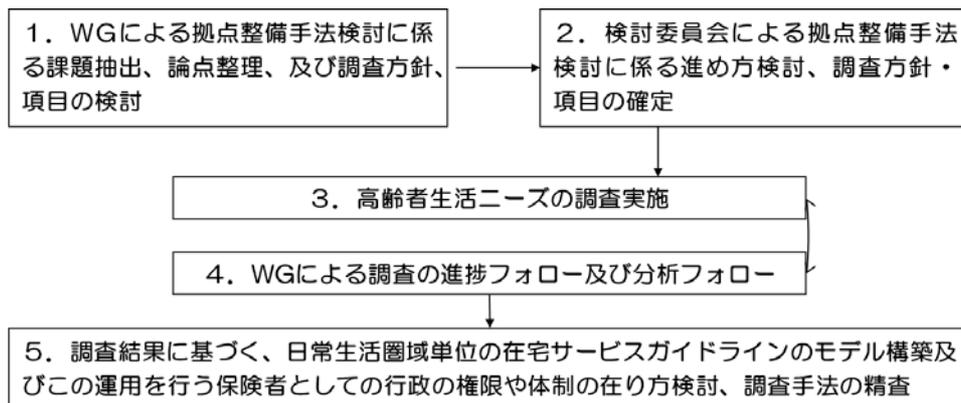 1．WGによる拠点整備手法検討に係
る課題抽出、論点整理、及び調査方針、
項目の検討
2．検討委員会による拠点整備手法
検討に係る進め方検討、調査方針・
項目の確定
3．高齢者生活ニーズの調査実施
4．WGによる調査の進捗フォロー及び分析フォロー
5．調査結果に基づく、日常生活圏域単位の在宅サービスガイドラインのモデル構築及
びこの運用を行う保険者としての行政の権限や体制の在り方検討、調査手法の精査